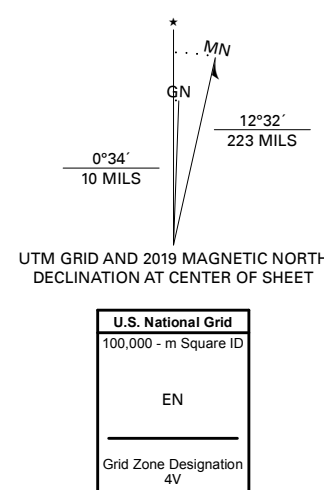 ★
MN
GN
12°32´
223 MILS
0°34´
10 MILS
UTM GRID AND 2019 MAGNETIC NORTH
DECLINATION AT CENTER OF SHEET
U.S. National Grid
100,000 - m Square ID
EN
Grid Zone Designation
4V